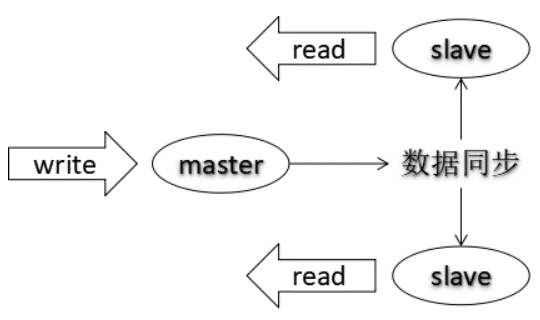 read
slave
write
master
数据同步
read
slave